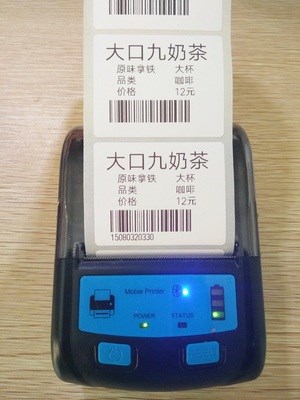 大口九奶茶
原味拿铁 大杯
品类 咖啡
价格 12元
大口九奶茶
原味拿铁 大杯
品类 咖啡
价格 12元
15080320330
Mobile Printer
POWER STATUS